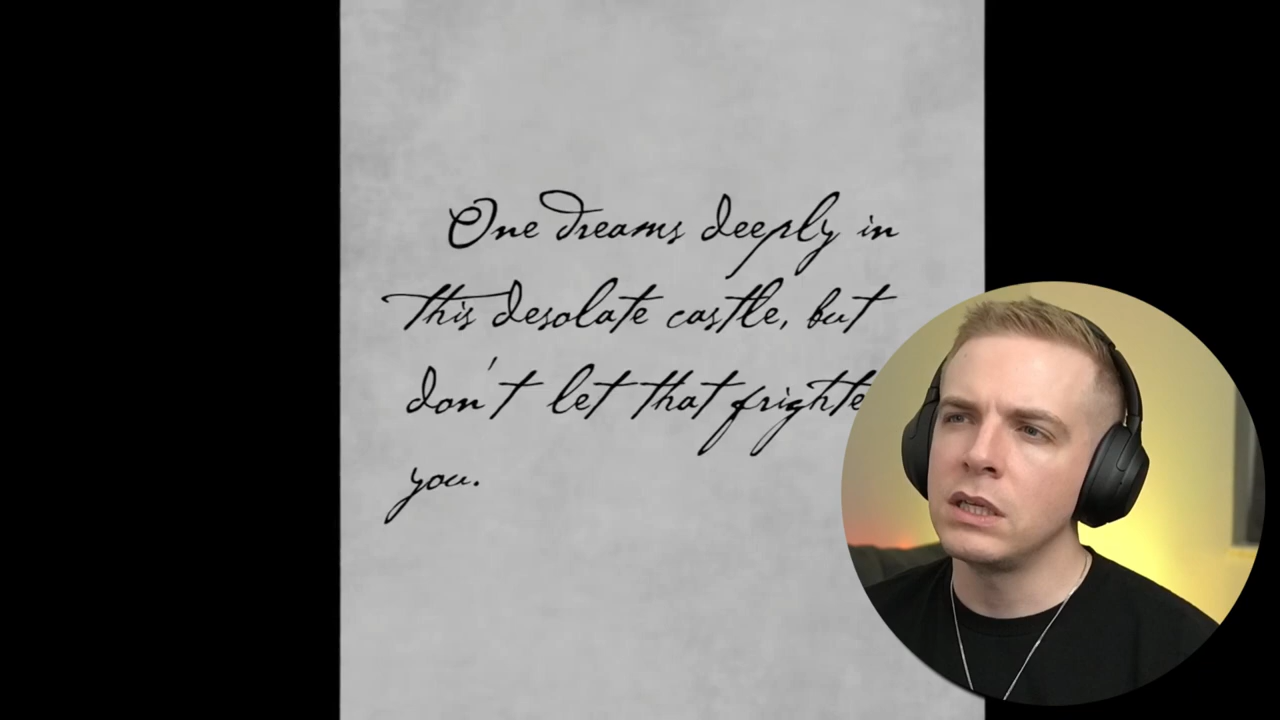 One dreams deeply in
this desolate castle, but
don't let that frighte
you.